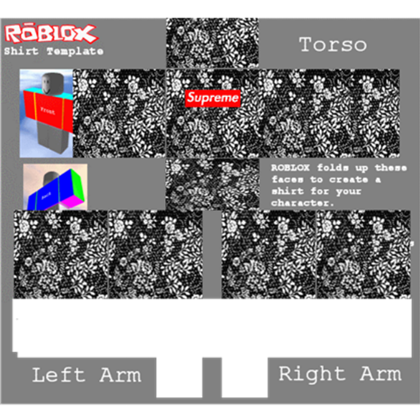 ROBLOX
Shirt Template
Torso
Supreme
Front
ROBLOX folds up these
faces to create a
shirt for your
character.
Left Arm
Right Arm